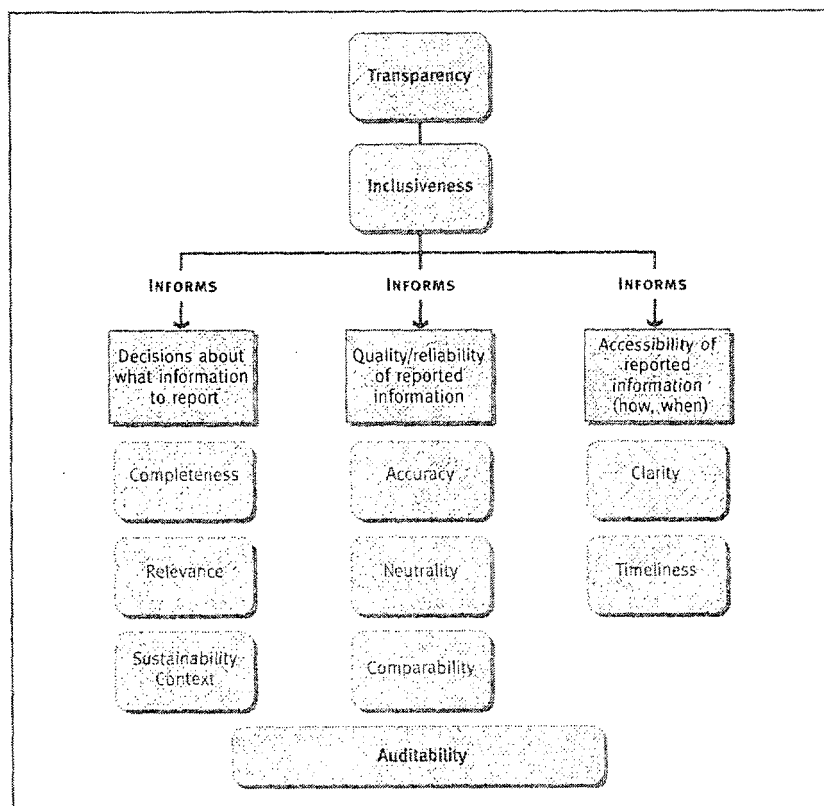 Transparency
Inclusiveness
INFORMS
INFORMS
INFORMS
Decisions about
what information
to report
Quality/reliability
of reported
information
Accessibility of
reported
information
(how, when)
Completeness
Accuracy
Clarity
Relevance
Neutrality
Timeliness
Sustainability
Context
Comparability
Auditability